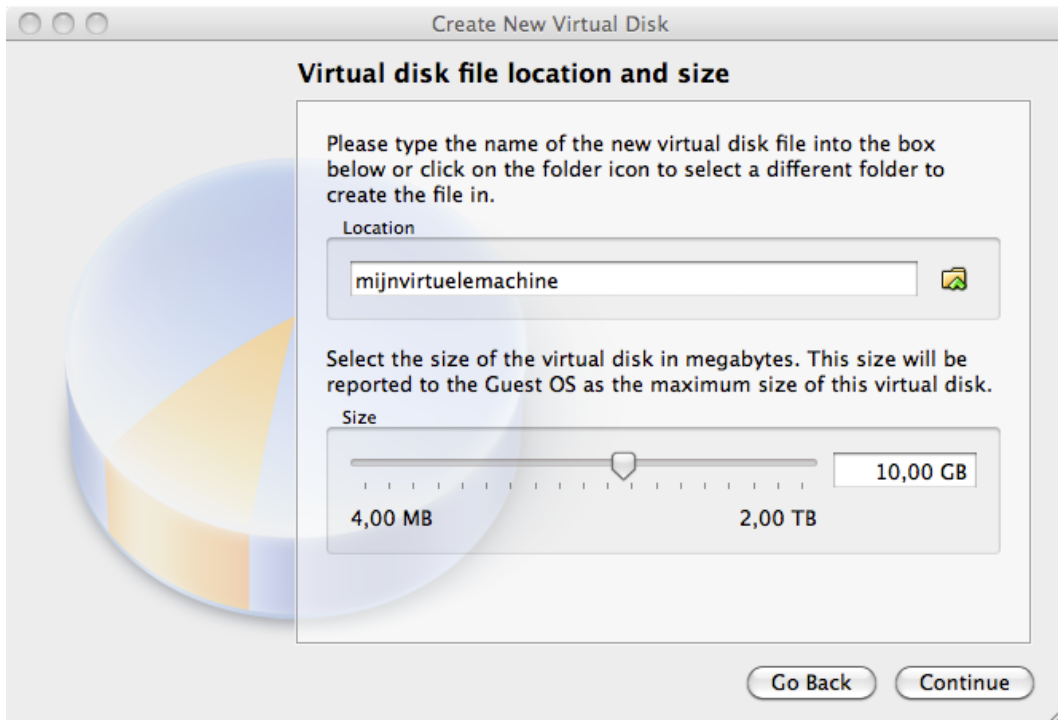 Create New Virtual Disk
Virtual disk file location and size
Please type the name of the new virtual disk file into the box
below or click on the folder icon to select a different folder to
create the file in.
Location
mijnvirtuelemachine
Select the size of the virtual disk in megabytes. This size will be
reported to the Guest OS as the maximum size of this virtual disk.
Size
10,00 GB
4,00 MB
2,00 TB
Go Back
Continue